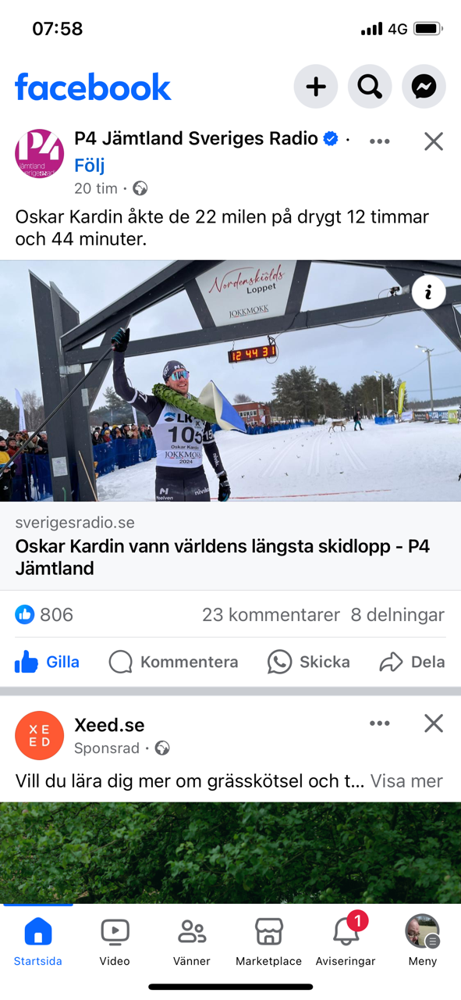 07:58
4G
facebook
P4
Jämtland
P4 Jämtland Sveriges Radio ·
Följ
20 tim ·
Oskar Kardin åkte de 22 milen på drygt 12 timmar
och 44 minuter.
Nordenskiölds
Loppet
JOKKMOKK
i
12 44 31
LK
105
Oskar Kardin
JOKKMOKK
2024
sverigesradio.se
Oskar Kardin vann världens längsta skidlopp - P4
Jämtland
806
23 kommentarer 8 delningar
Gilla
Kommentera
Skicka
Dela
XE
ED
Xeed.se
Sponsrad ·
Vill du lära dig mer om grässkötsel och t... Visa mer
1
Startsida
Video
Vänner
Marketplace
Aviseringar
Meny